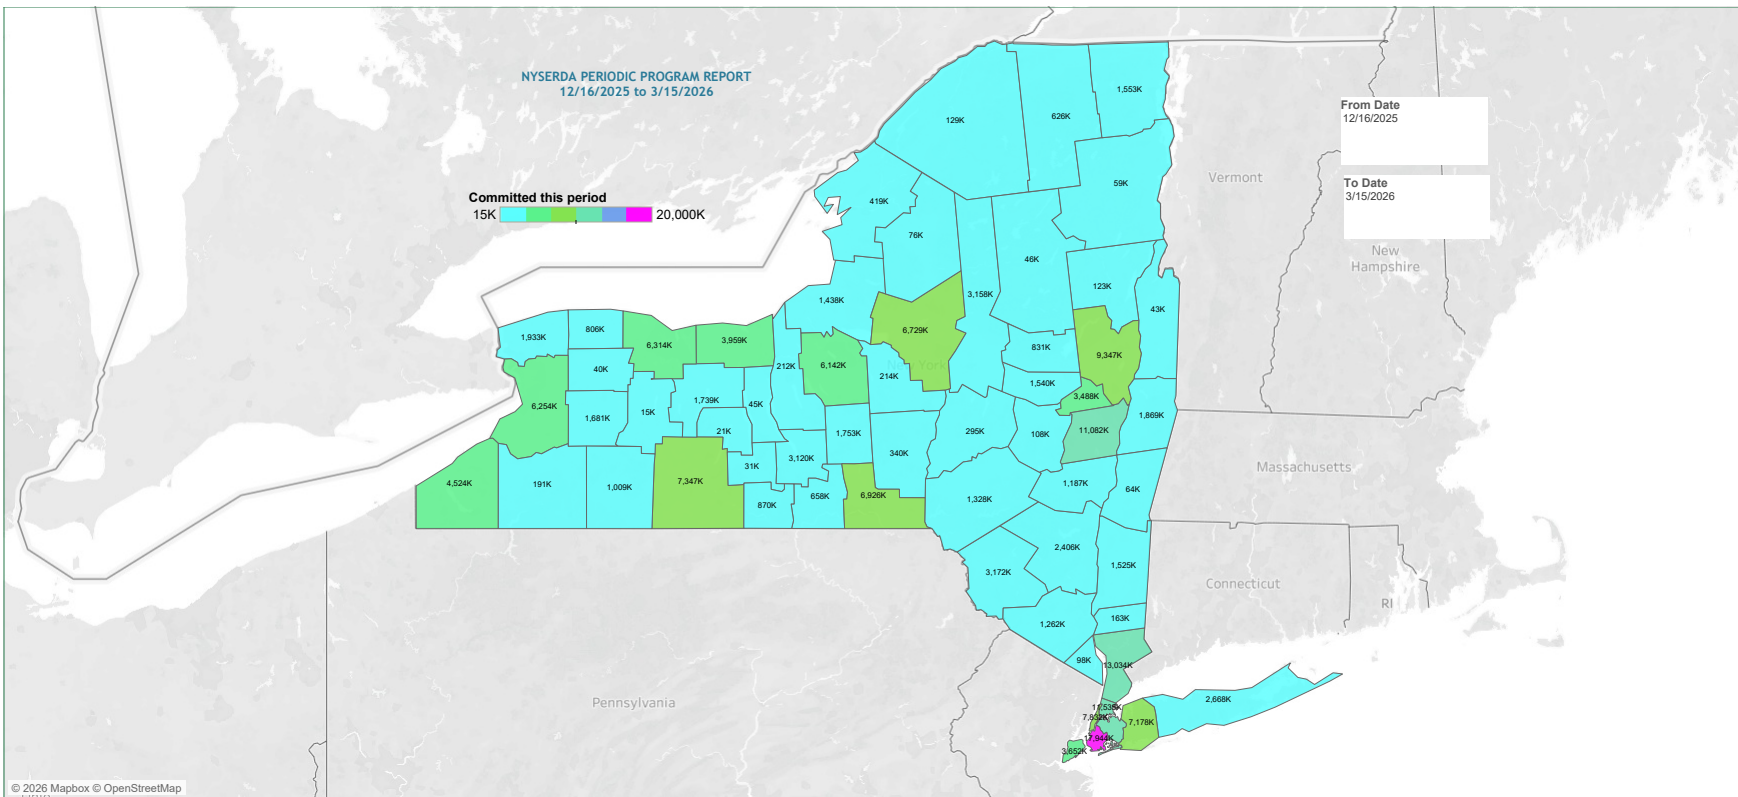 NYSERDA PERIODIC PROGRAM REPORT
12/16/2025 to 3/15/2026
From Date
12/16/2025
To Date
3/15/2026
Committed this period
15K
20,000K
Vermont
New
Hampshire
Massachusetts
Connecticut
RI
Pennsylvania
New York
1,553K
129K
626K
59K
419K
76K
46K
123K
3,158K
43K
1,438K
6,729K
1,933K
806K
6,314K
3,959K
831K
9,347K
212K
6,142K
214K
40K
1,540K
3,488K
6,254K
1,681K
15K
1,739K
45K
1,869K
21K
1,753K
295K
108K
11,082K
340K
31K
3,120K
4,524K
191K
1,009K
7,347K
1,187K
64K
870K
658K
6,926K
1,328K
2,406K
1,525K
3,172K
163K
1,262K
98K
13,034K
2,668K
7,832K
7,178K
17,944K
3,652K
© 2026 Mapbox © OpenStreetMap